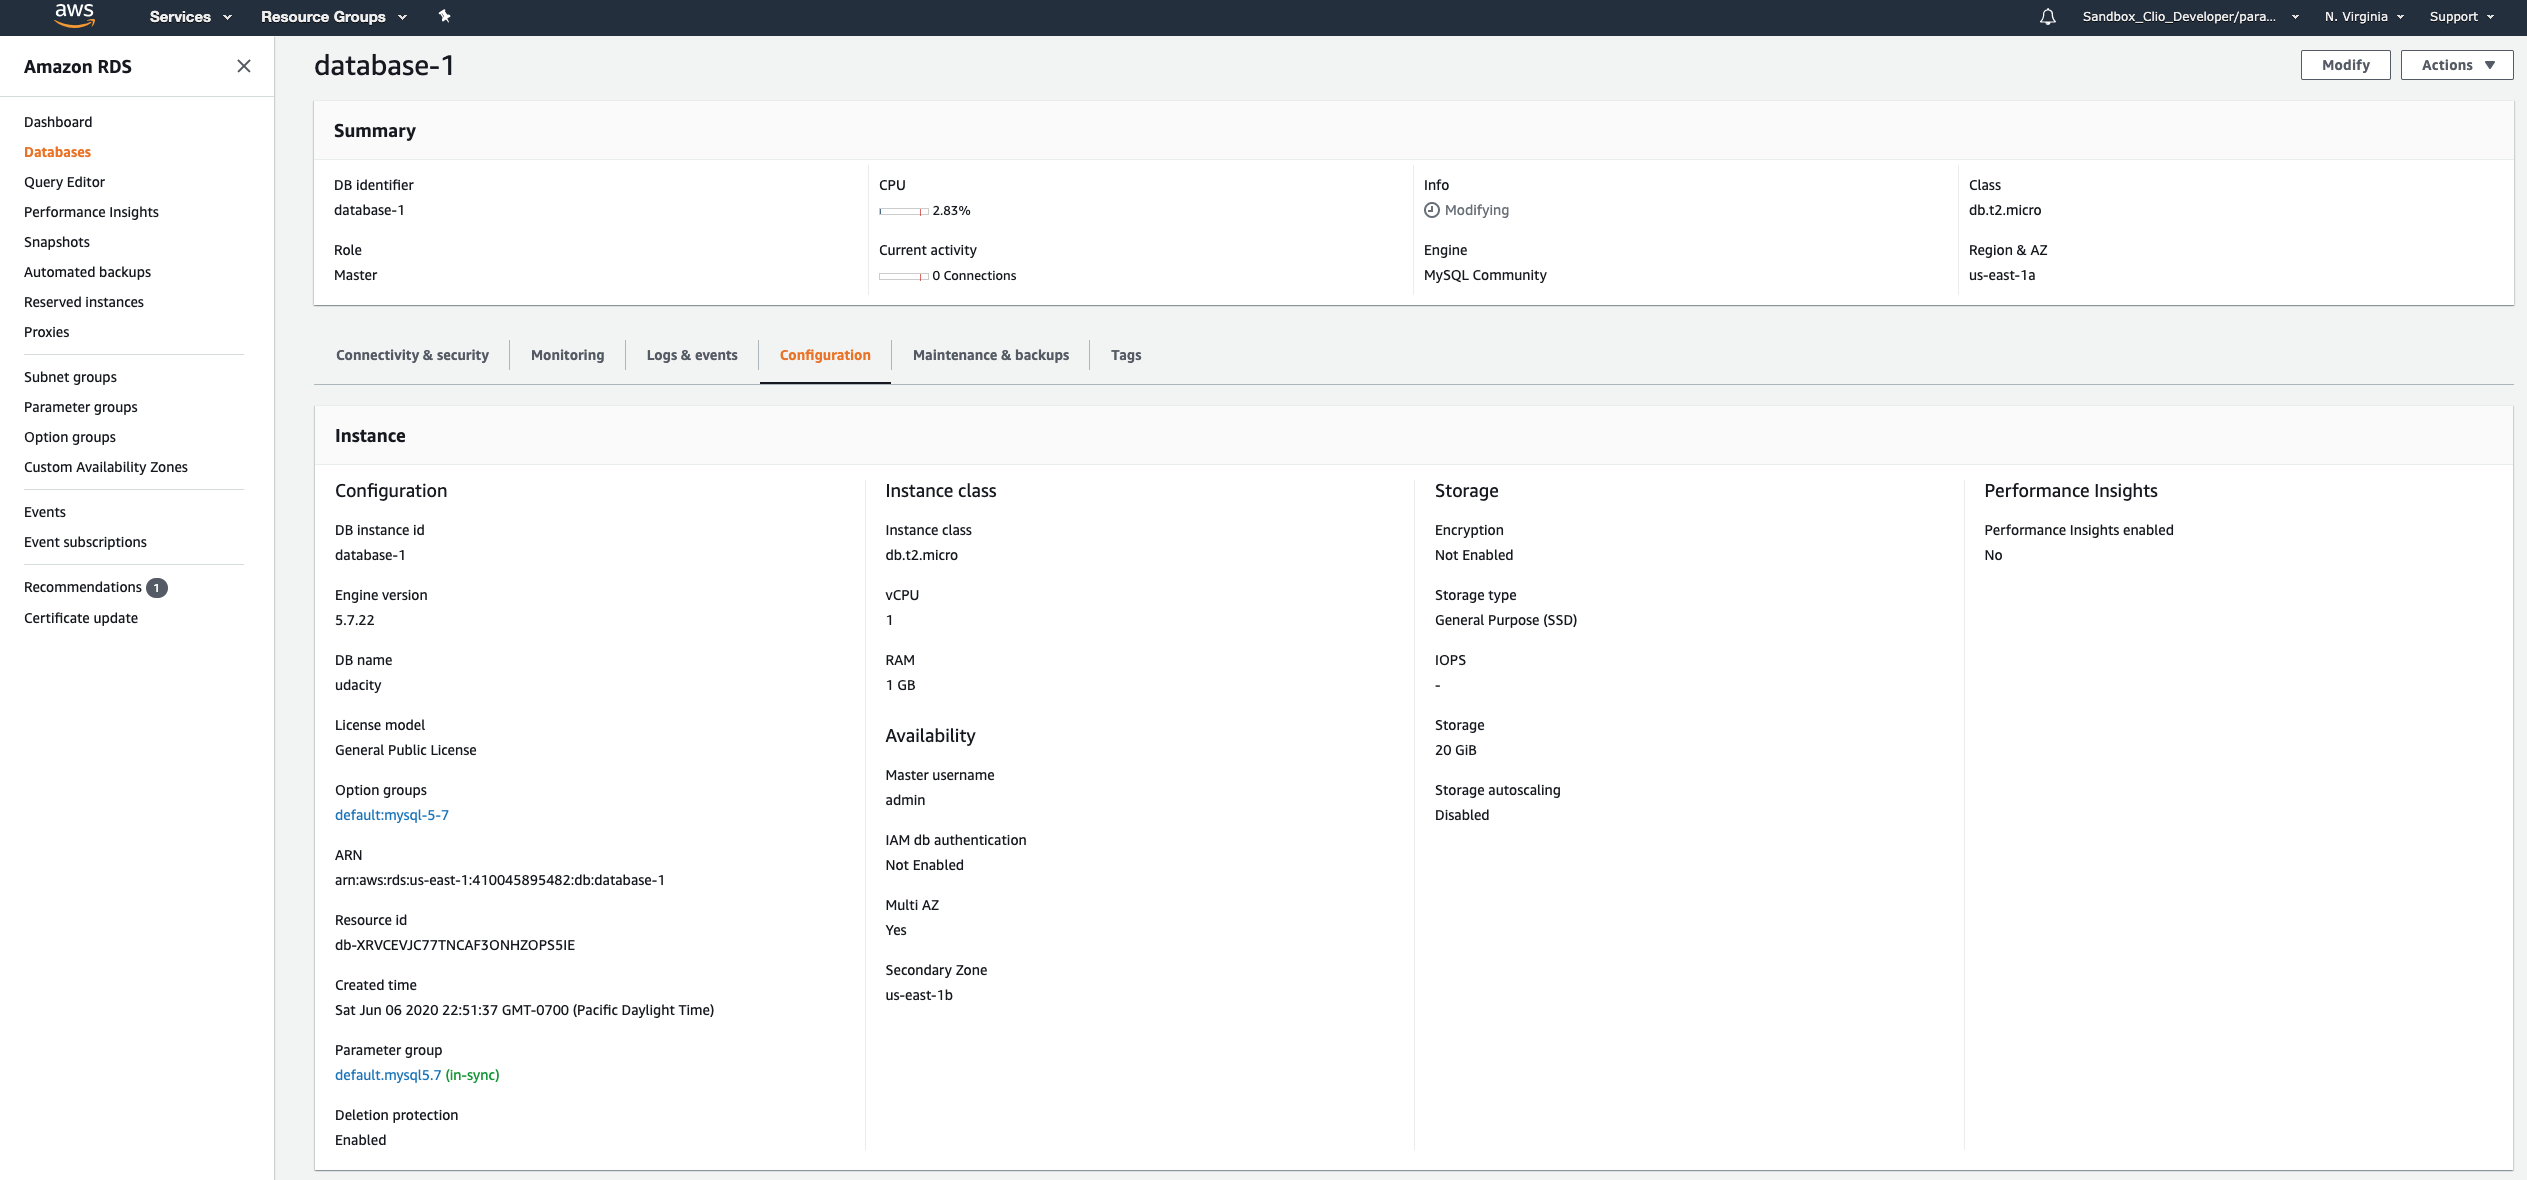 aws
Services
Resource Groups
Sandbox_Clio_Developer/para...
N. Virginia
Support
Amazon RDS
Dashboard
Databases
Query Editor
Performance Insights
Snapshots
Automated backups
Reserved instances
Proxies
Subnet groups
Parameter groups
Option groups
Custom Availability Zones
Events
Event subscriptions
Recommendations 1
Certificate update
database-1
Modify
Actions
Summary
DB identifier
database-1
Role
Master
CPU
2.83%
Current activity
0 Connections
Info
Modifying
Engine
MySQL Community
Class
db.t2.micro
Region & AZ
us-east-1a
Connectivity & security
Monitoring
Logs & events
Configuration
Maintenance & backups
Tags
Instance
Configuration
DB instance id
database-1
Engine version
5.7.22
DB name
udacity
License model
General Public License
Option groups
default:mysql-5-7
ARN
arn:aws:rds:us-east-1:410045895482:db:database-1
Resource id
db-XRVCEVJC77TNCAF3ONHZOPS5IE
Created time
Sat Jun 06 2020 22:51:37 GMT-0700 (Pacific Daylight Time)
Parameter group
default.mysql5.7 (in-sync)
Deletion protection
Enabled
Instance class
Instance class
db.t2.micro
vCPU
1
RAM
1 GB
Availability
Master username
admin
IAM db authentication
Not Enabled
Multi AZ
Yes
Secondary Zone
us-east-1b
Storage
Encryption
Not Enabled
Storage type
General Purpose (SSD)
IOPS
-
Storage
20 GiB
Storage autoscaling
Disabled
Performance Insights
Performance Insights enabled
No